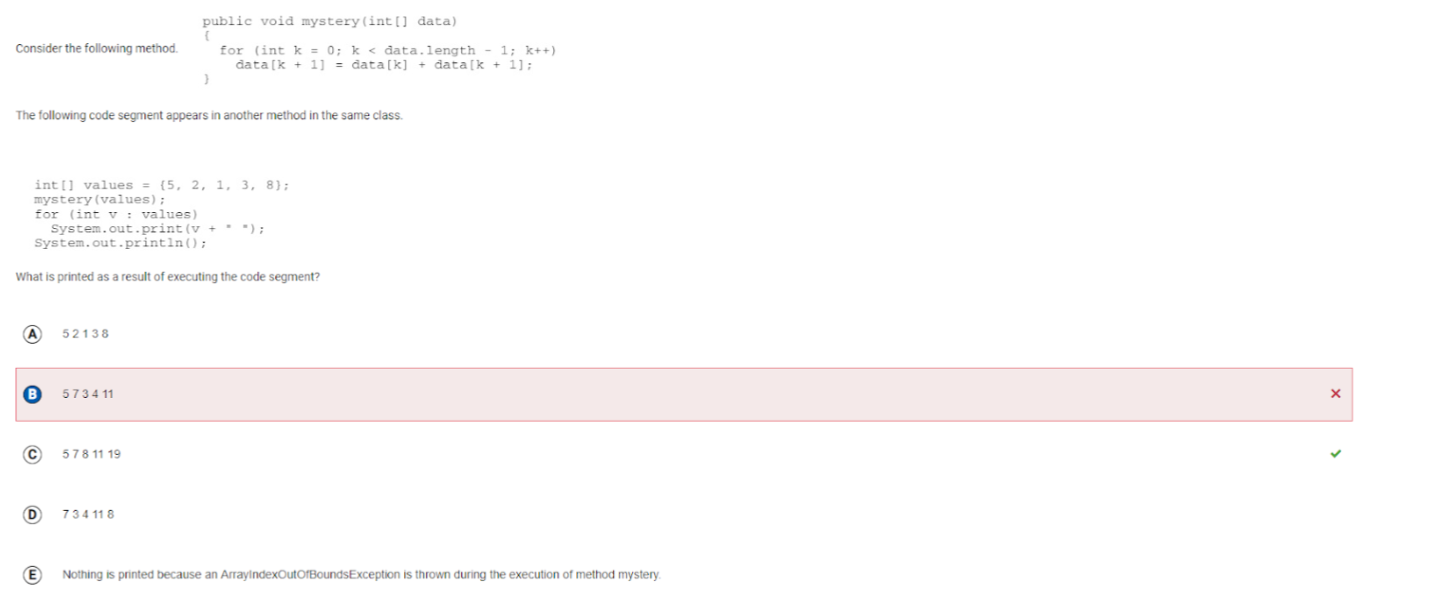 public void mystery(int[] data)
{
Consider the following method.
for (int k = 0; k < data.length - 1; k++)
data[k + 1] = data[k] + data[k + 1];
}
The following code segment appears in another method in the same class.
int[] values = {5, 2, 1, 3, 8};
mystery(values);
for (int v : values)
System.out.print(v + " ");
System.out.println();
What is printed as a result of executing the code segment?
A 5 2 1 3 8
B 5 7 3 4 11
C 5 7 8 11 19
D 7 3 4 11 8
E Nothing is printed because an ArrayIndexOutOfBoundsException is thrown during the execution of method mystery.